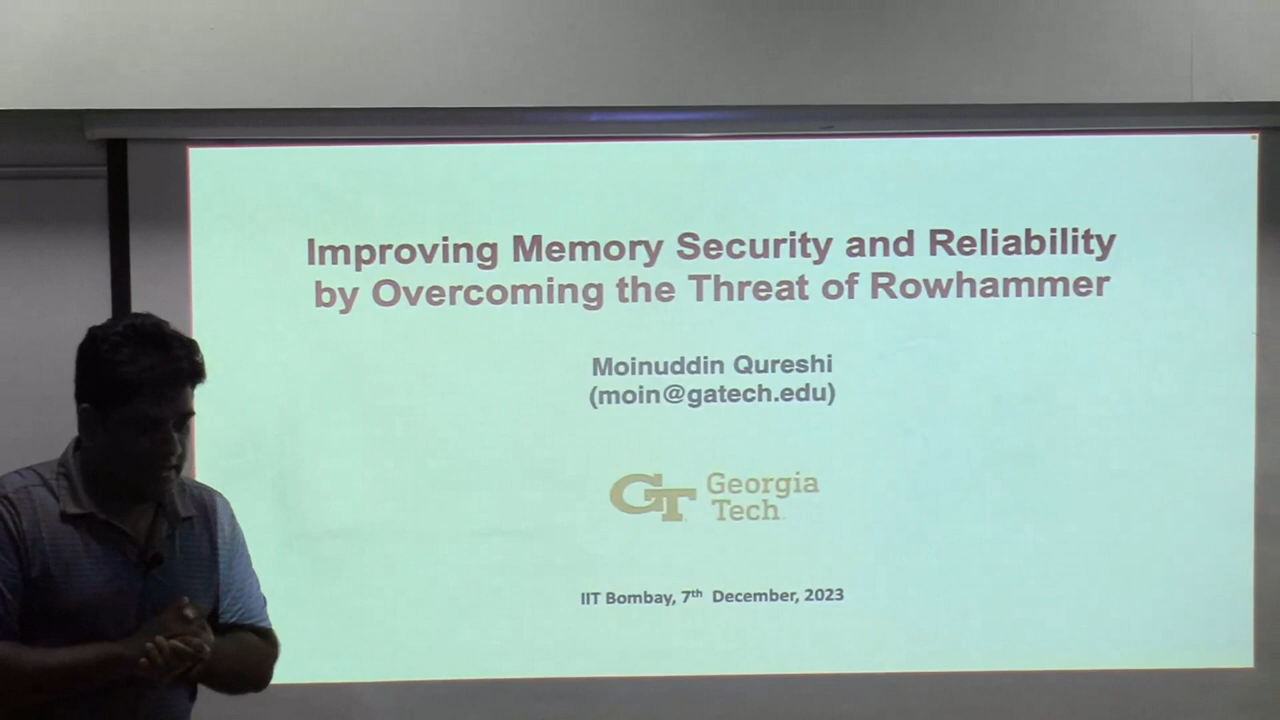 Improving Memory Security and Reliability
by Overcoming the Threat of Rowhammer
Moinuddin Qureshi
(moin@gatech.edu)
GT Georgia
Tech
IIT Bombay, 7th December, 2023